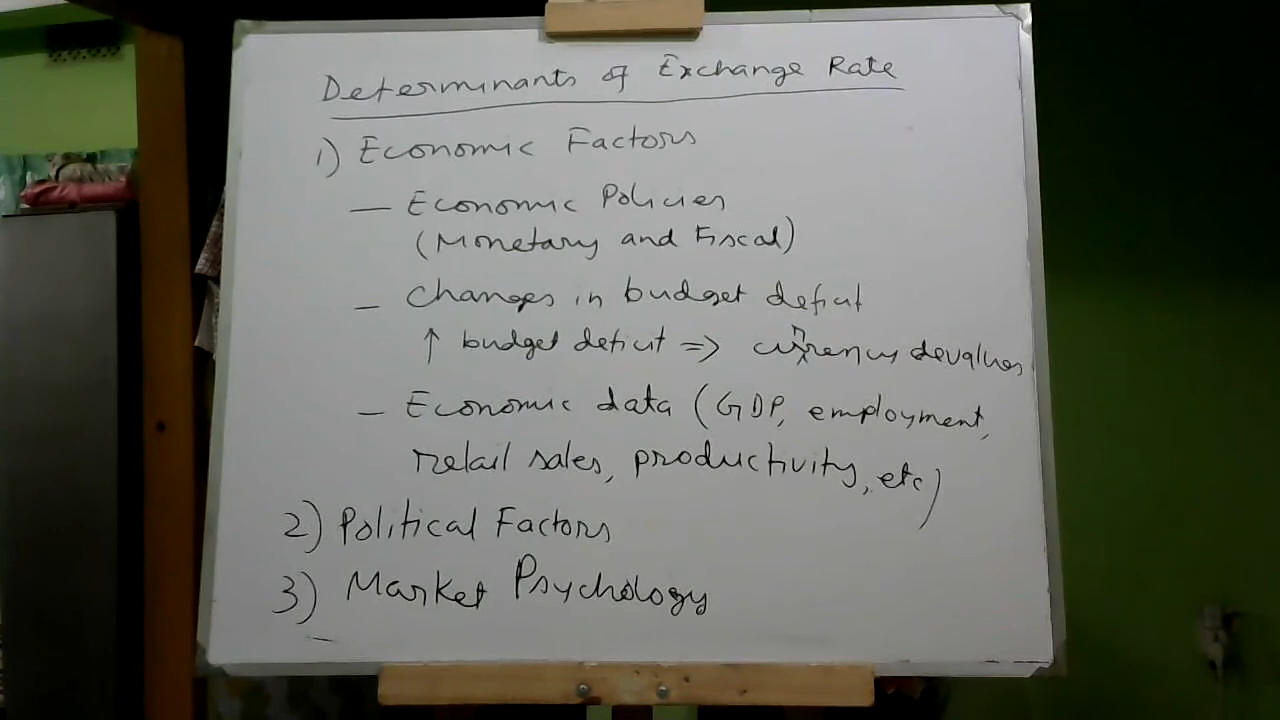 Determinants of Exchange Rate
1) Economic Factors
— Economic Policies
(Monetary and Fiscal)
— Changes in budget deficit
↑ budget deficit => currency devalues
— Economic data (GDP, employment,
retail sales, productivity, etc)
2) Political Factors
3) Market Psychology
—